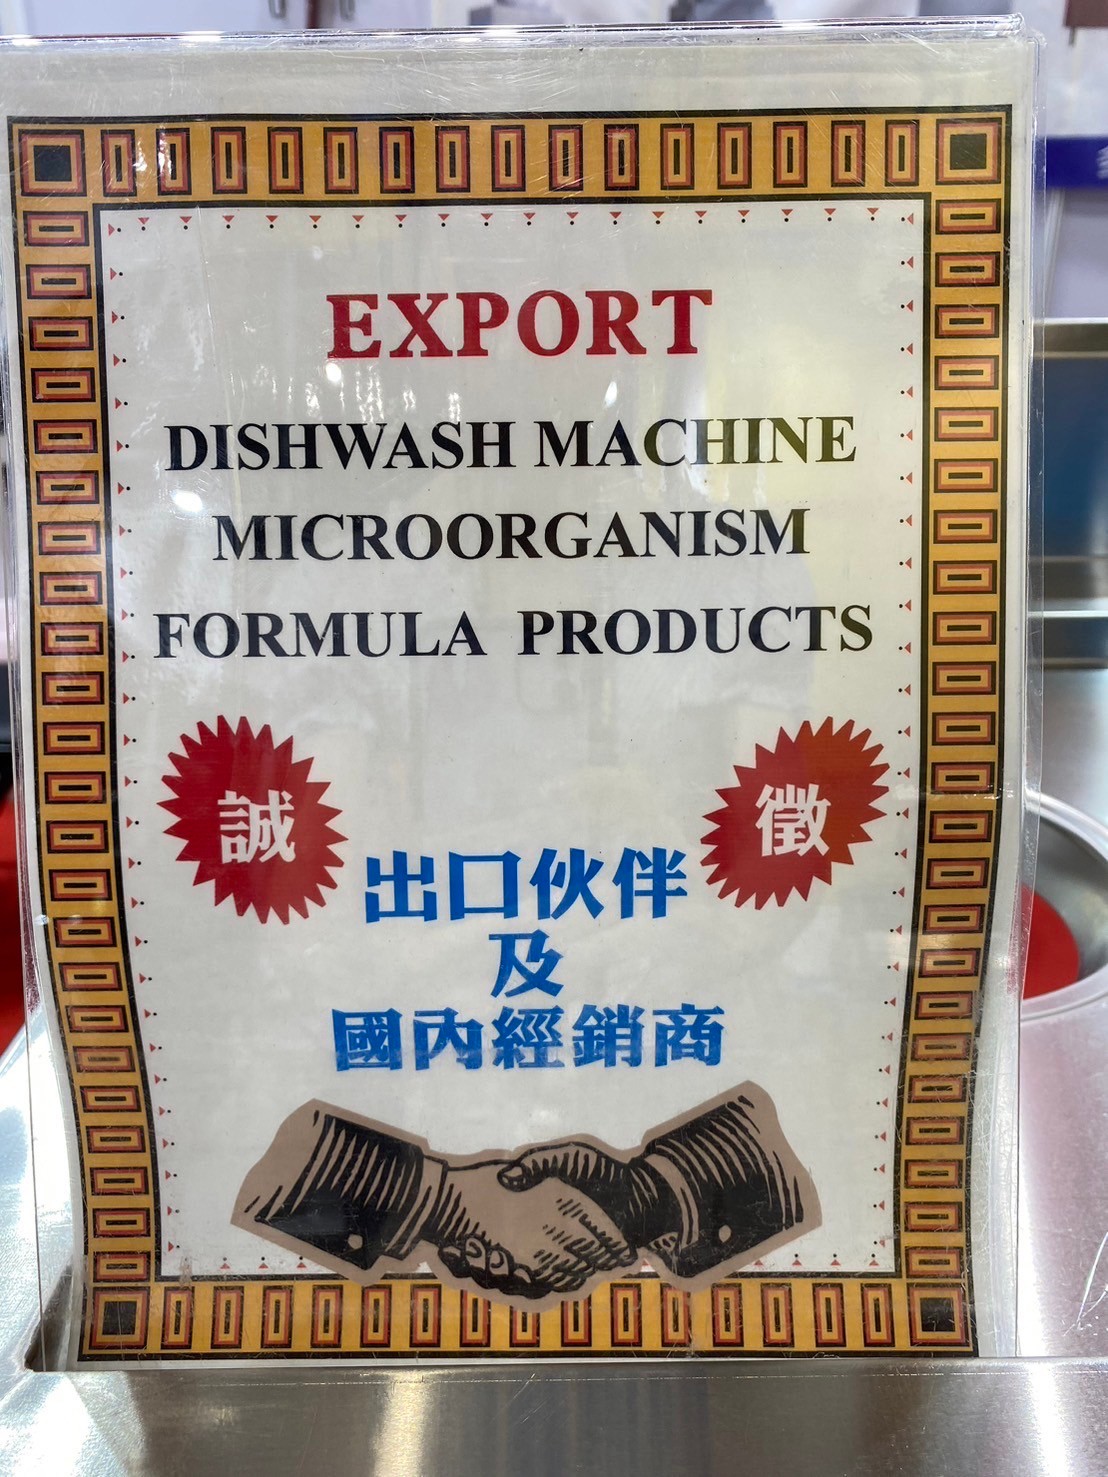 EXPORT
DISHWASH MACHINE
MICROORGANISM
FORMULA PRODUCTS
誠 徵
出口伙伴
及
國內經銷商